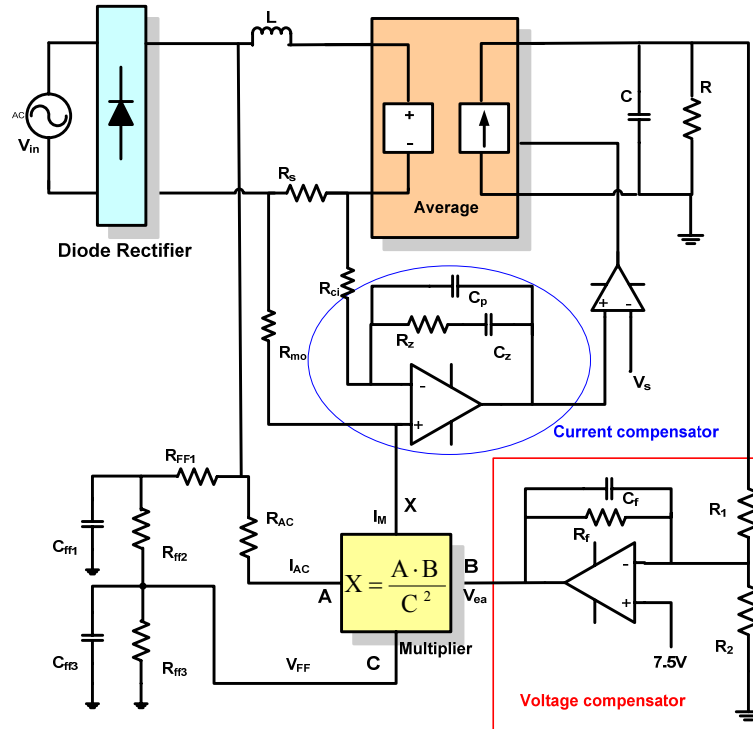 L
AC
Vin
+
-
C
R
Rs
Average
Diode Rectifier
Rci
Cp
Rz
Cz
Rmo
-
+
+
-
Vs
Current compensator
RFF1
X
IM
Cf
Rf
R1
Cff1
Rff2
RAC
IAC
A
X = A · B / C 2
B
Vea
-
+
R2
Cff3
Rff3
VFF
C
Multiplier
7.5V
Voltage compensator